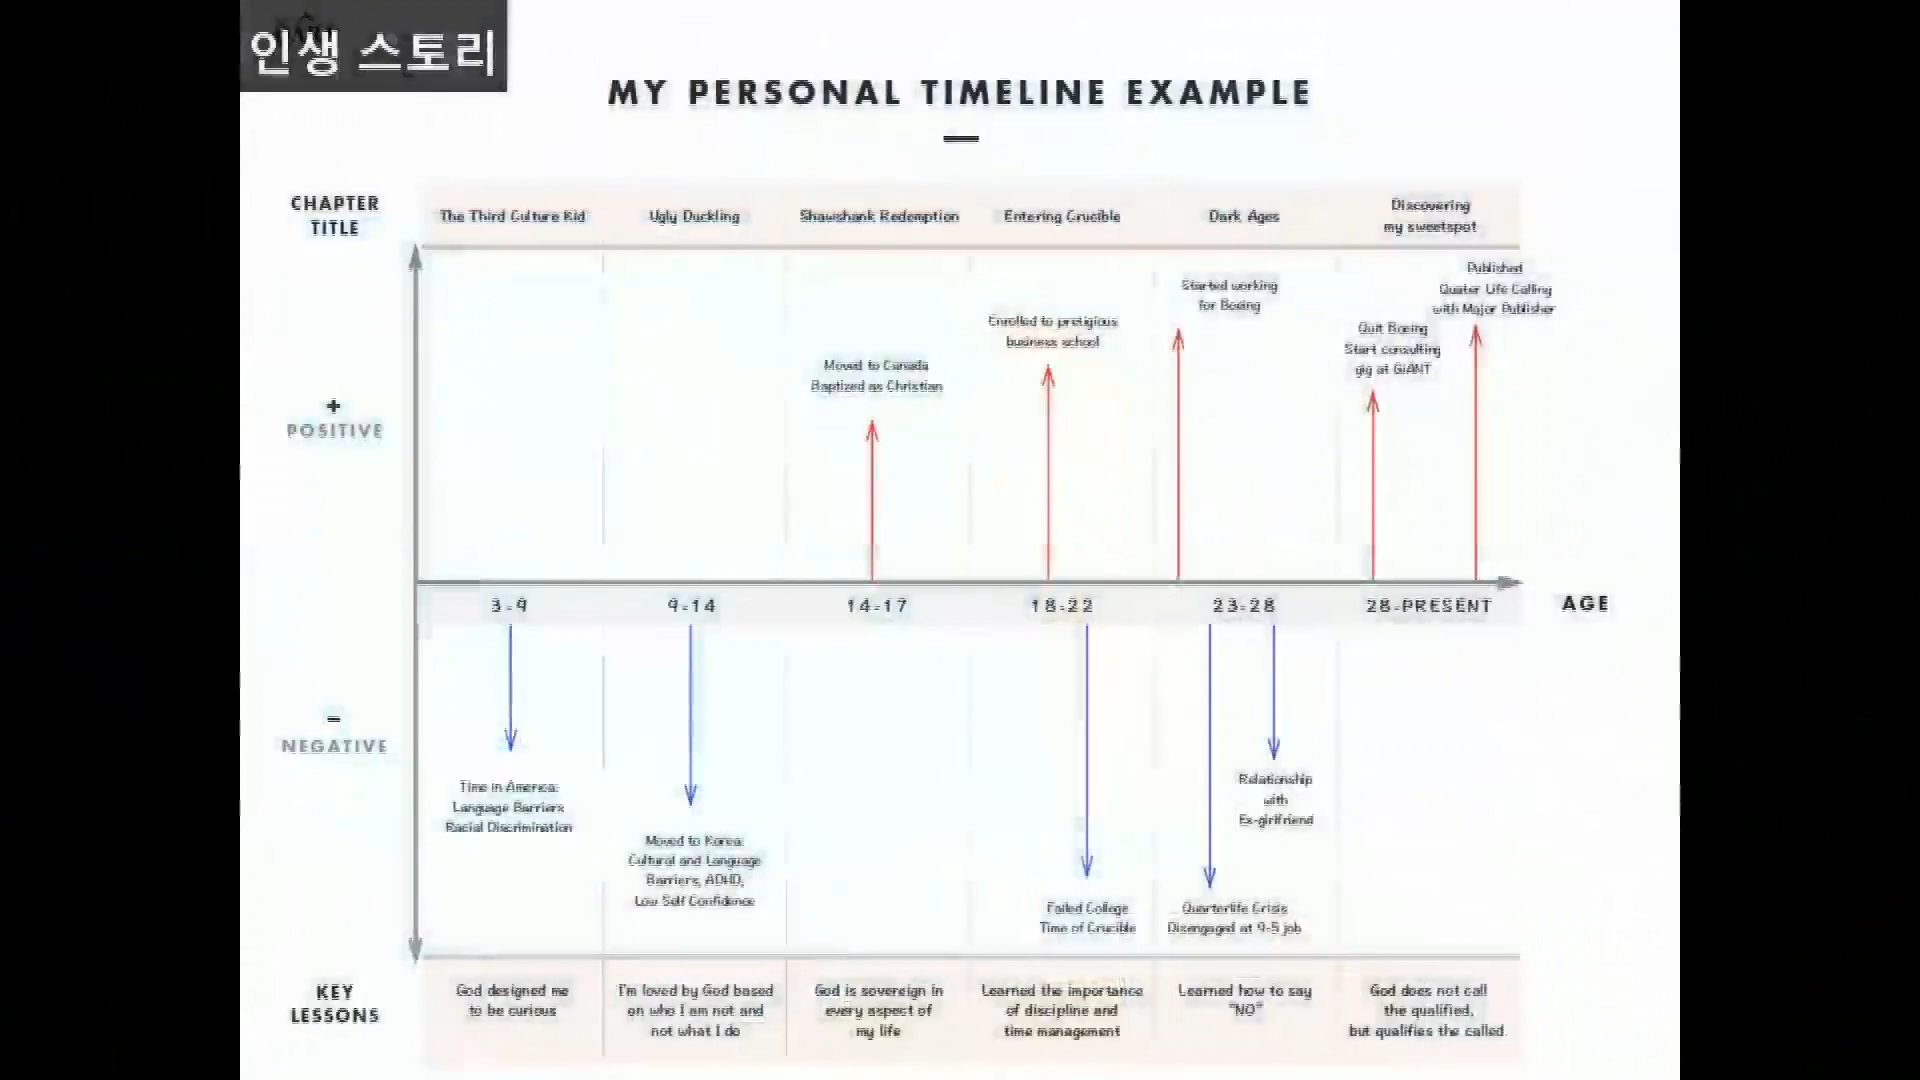 인생 스토리
MY PERSONAL TIMELINE EXAMPLE
CHAPTER
TITLE
The Third Culture Kid
Ugly Duckling
Shawshank Redemption
Entering Crucible
Dark Ages
Discovering
my sweetspot
Published
Quater Life Calling
with Major Publisher
Started working
for Boeing
Enrolled to pretigious
business school
Quit Boeing
Start consulting
gig at GiANT
Moved to Canada
Baptized as Christian
+
POSITIVE
3-9
9-14
14-17
18-22
23-28
28-PRESENT
AGE
-
NEGATIVE
Time in America:
Language Barriers
Racial Discrimination
Moved to Korea:
Cultural and Language
Barriers, ADHD,
Low Self Confidence
Failed College
Time of Crucible
Quarterlife Crisis
Disengaged at 9-5 job
Relationship
with
Ex-girlfriend
KEY
LESSONS
God designed me
to be curious
I'm loved by God based
on who I am not and
not what I do
God is sovereign in
every aspect of
my life
Learned the importance
of discipline and
time management
Learned how to say
"NO"
God does not call
the qualified,
but qualifies the called.